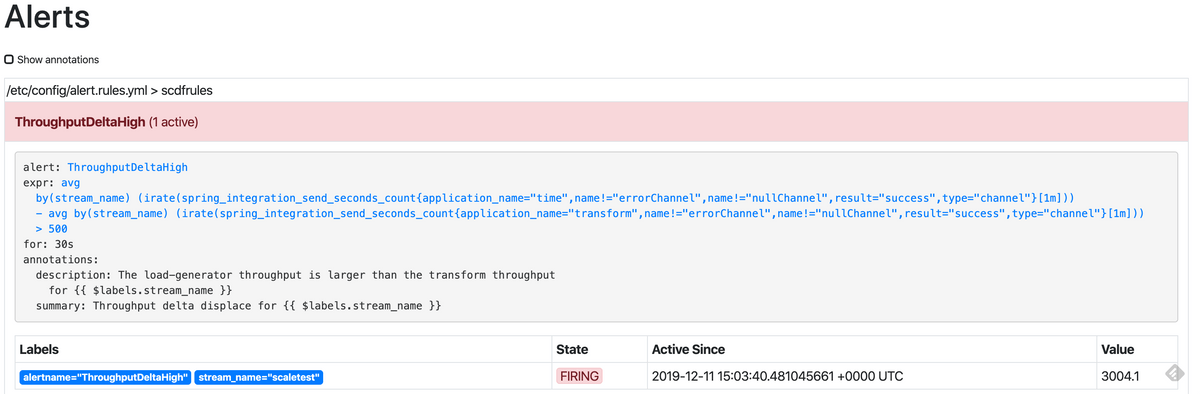 Alerts
Show annotations
/etc/config/alert.rules.yml > scdfrules
ThroughputDeltaHigh (1 active)
alert: ThroughputDeltaHigh
expr: avg
by(stream_name) (irate(spring_integration_send_seconds_count{application_name="time",name!="errorChannel",name!="nullChannel",result="success",type="channel"}[1m]))
- avg by(stream_name) (irate(spring_integration_send_seconds_count{application_name="transform",name!="errorChannel",name!="nullChannel",result="success",type="channel"}[1m]))
> 500
for: 30s
annotations:
description: The load-generator throughput is larger than the transform throughput
for {{ $labels.stream_name }}
summary: Throughput delta displace for {{ $labels.stream_name }}
Labels State Active Since Value
alertname="ThroughputDeltaHigh" stream_name="scaletest" FIRING 2019-12-11 15:03:40.481045661 +0000 UTC 3004.1